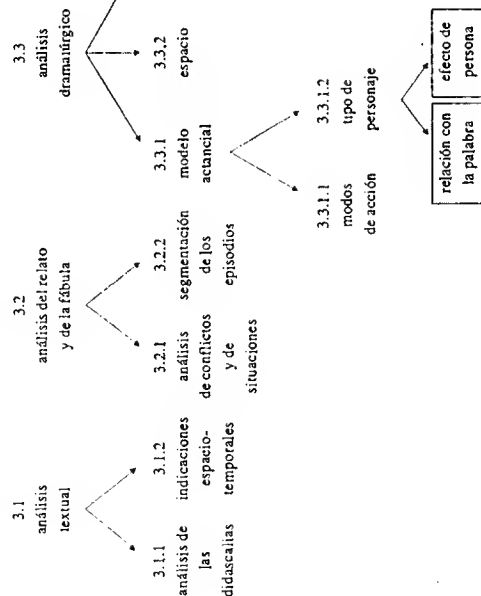 3.1
análisis
textual
3.2
análisis del relato
y de la fábula
3.3
análisis
dramatúrgico
3.1.1
análisis de
las
didascalias
3.1.2
indicaciones
espacio-
temporales
3.2.1
análisis
de conflictos
y de
situaciones
3.2.2
segmentación
de los
episodios
3.3.1
modelo
actancial
3.3.2
espacio
3.3.1.1
modos
de acción
3.3.1.2
tipo de
personaje
relación con
la palabra
efecto de
persona